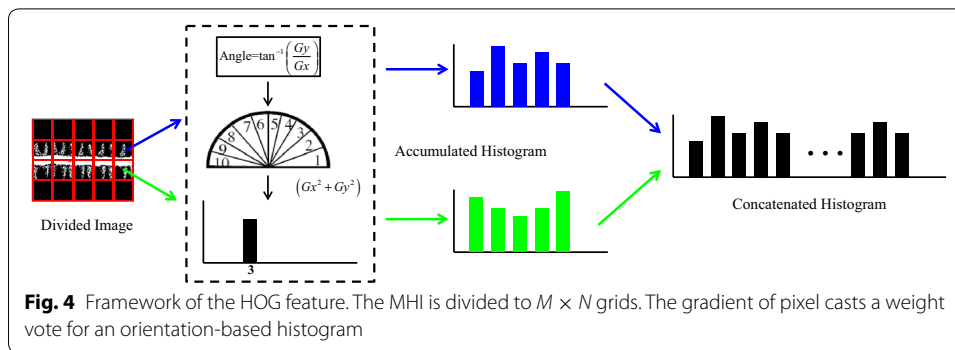 Angle=tan⁻¹(Gy/Gx)
10 9 8 7 6 5 4 3 2 1
(Gx² + Gy²)
3
Divided Image
Accumulated Histogram
Concatenated Histogram
Fig. 4 Framework of the HOG feature. The MHI is divided to M × N grids. The gradient of pixel casts a weight
vote for an orientation-based histogram